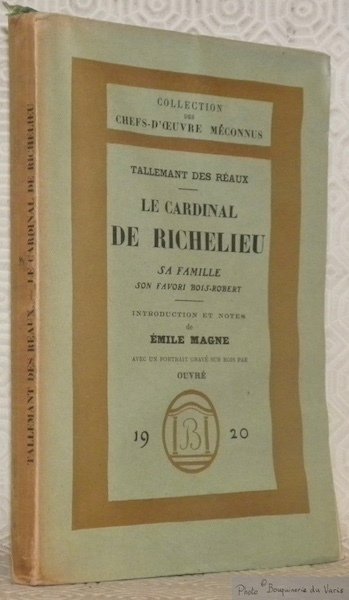 TALLEMANT DES RÉAUX. — LE CARDINAL DE RICHELIEU
COLLECTION
DES
CHEFS-D'ŒUVRE MÉCONNUS
TALLEMANT DES RÉAUX
LE CARDINAL
DE RICHELIEU
SA FAMILLE
SON FAVORI BOIS-ROBERT
INTRODUCTION ET NOTES
de
ÉMILE MAGNE
AVEC UN PORTRAIT GRAVÉ SUR BOIS PAR
OUVRÉ
19 B 20
Photo © Bouquinerie du Varis